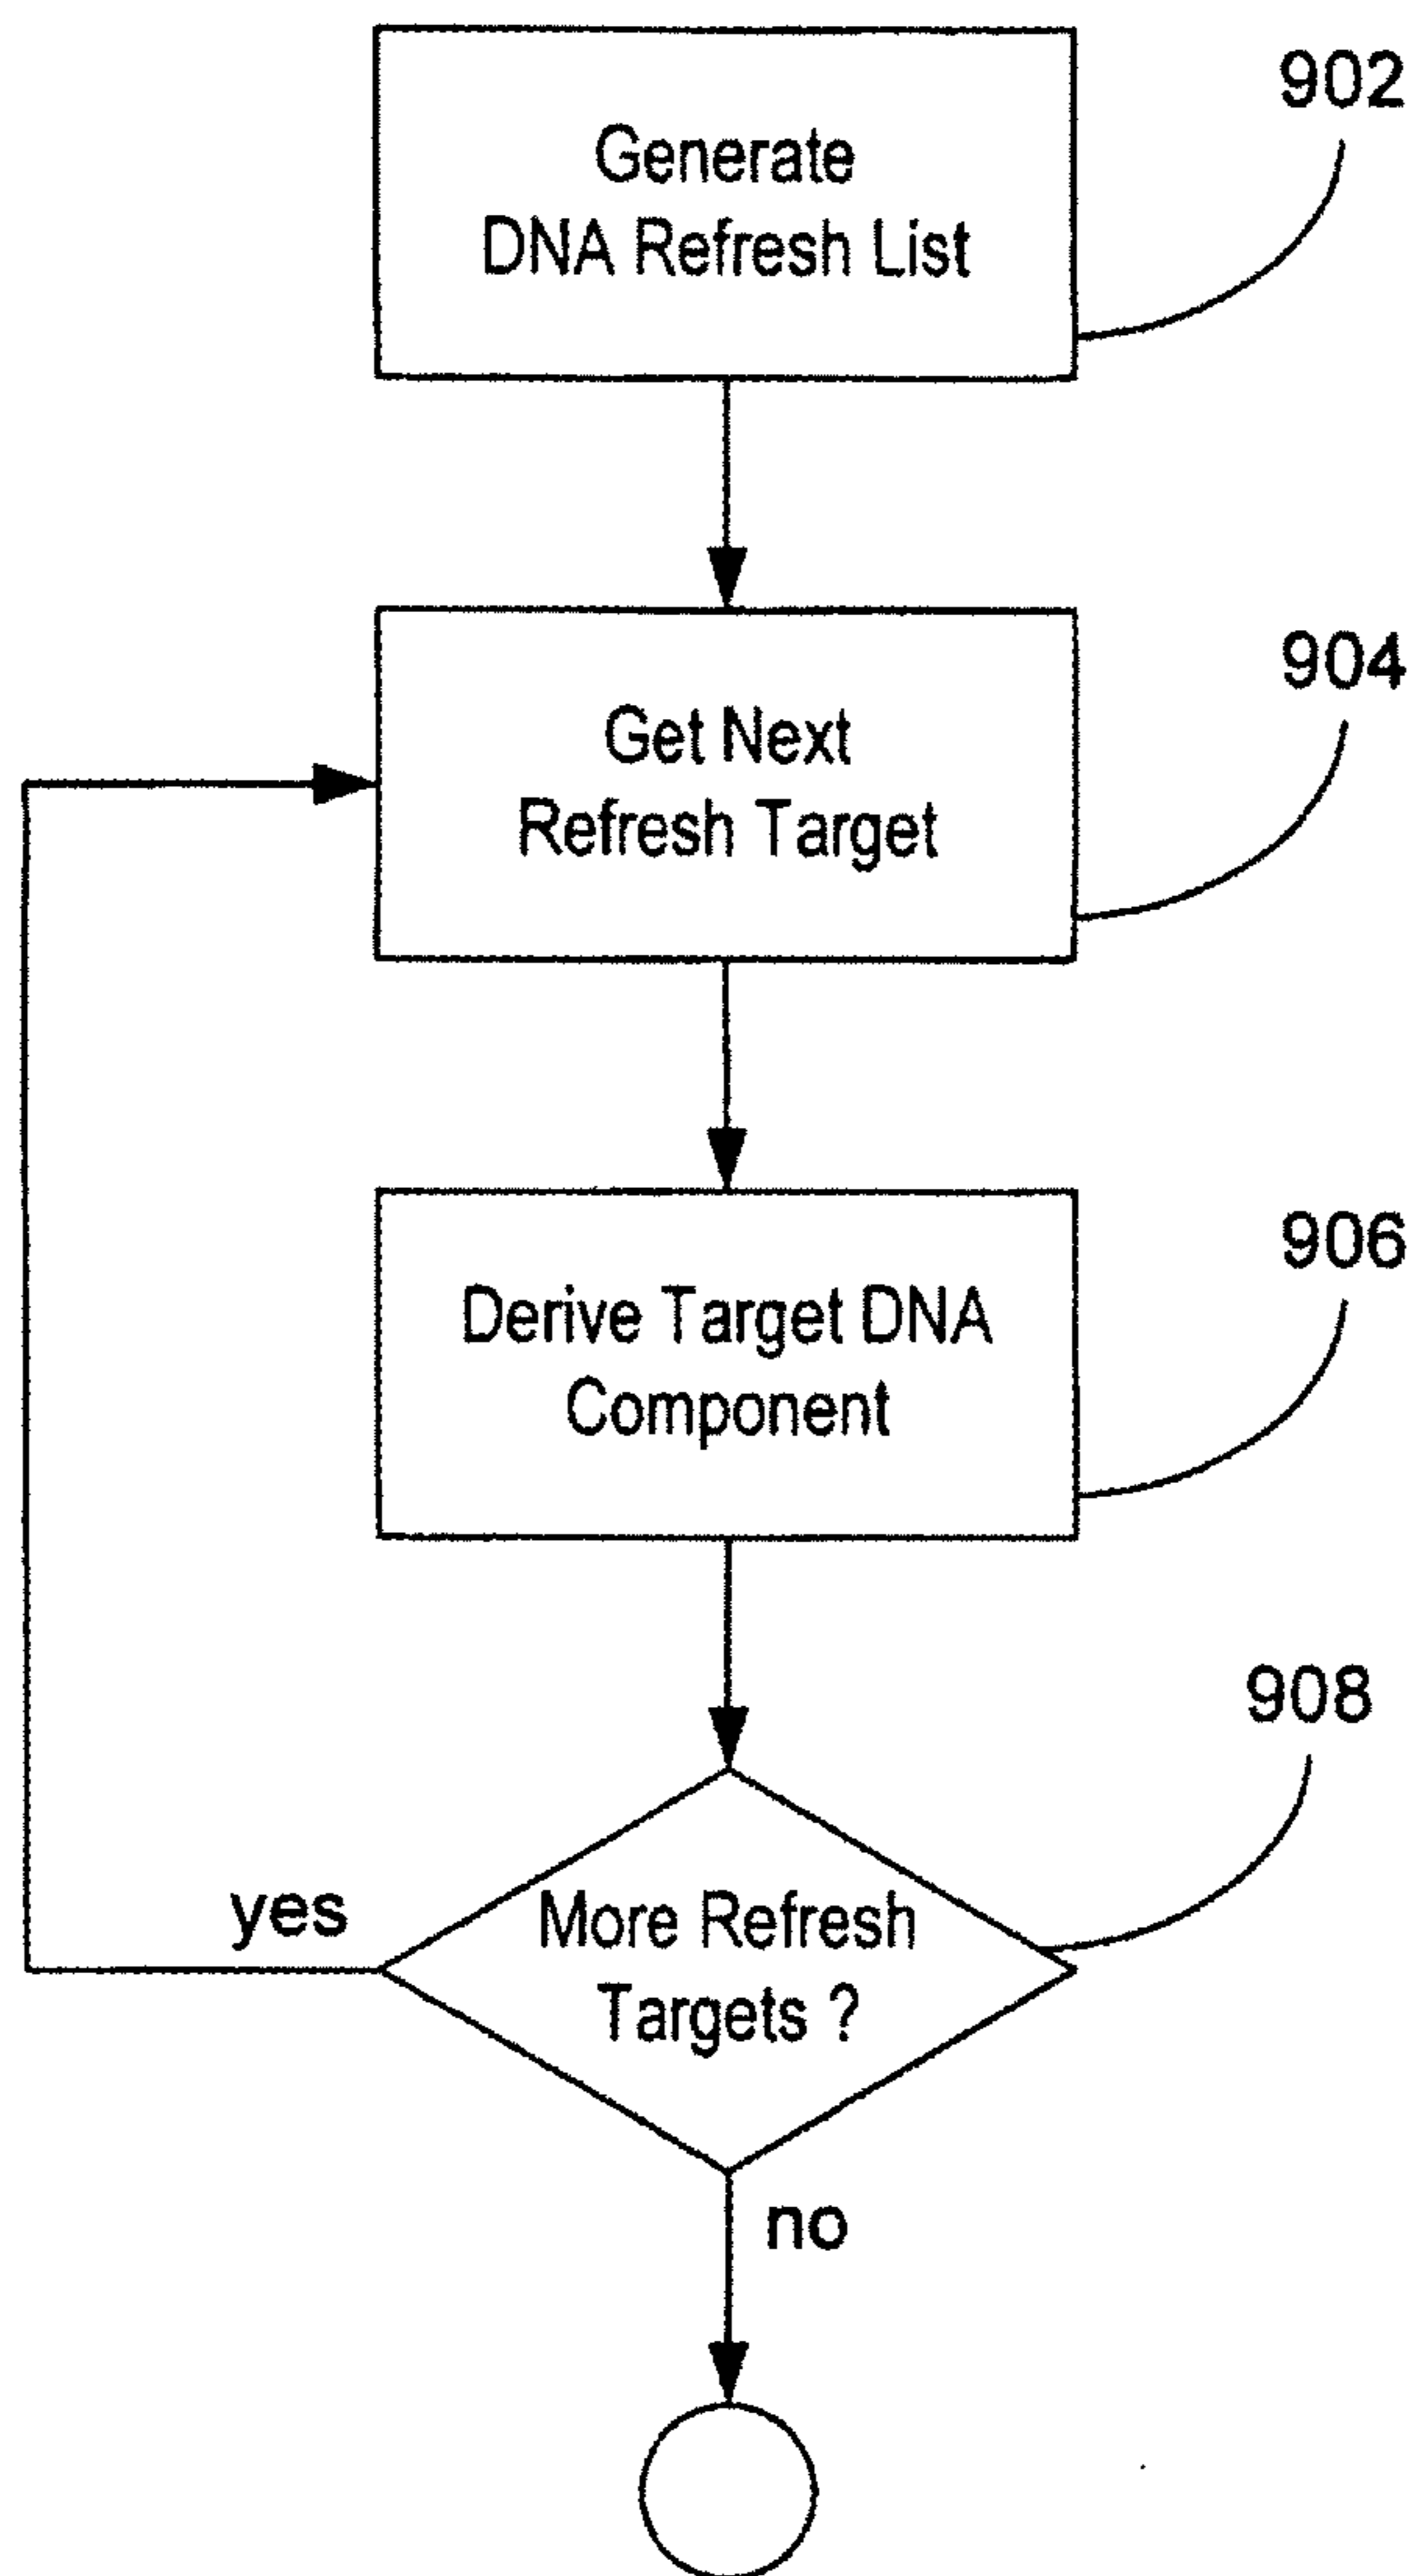 902
Generate
DNA Refresh List
904
Get Next
Refresh Target
906
Derive Target DNA
Component
908
yes
More Refresh
Targets ?
no